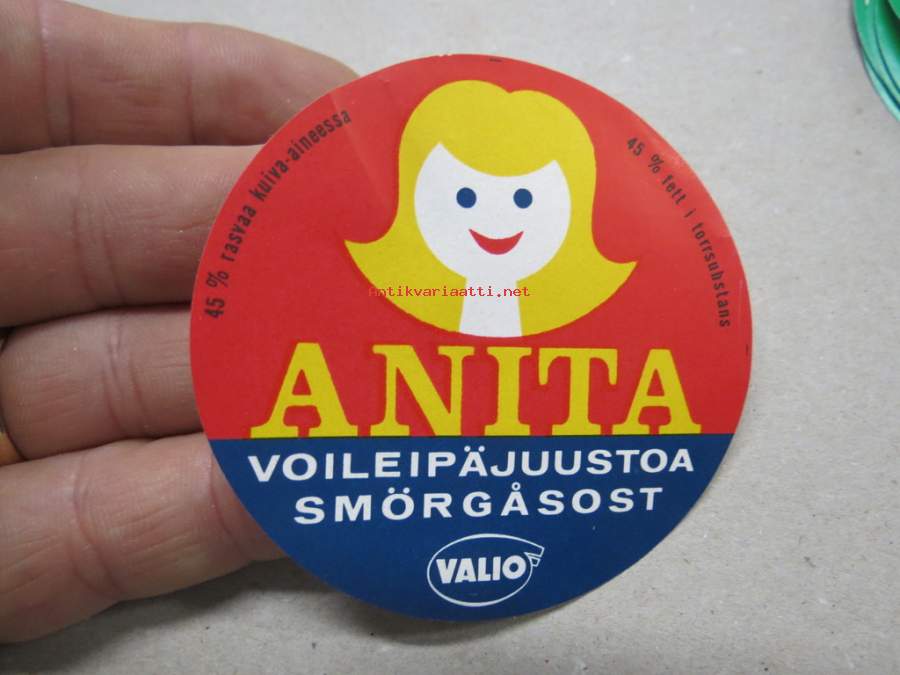 45 % rasvaa kuiva-aineessa
45 % fett i torrsubstans
antikvariaatti.net
ANITA
VOILEIPÄJUUSTOA
SMÖRGÅSOST
VALIO